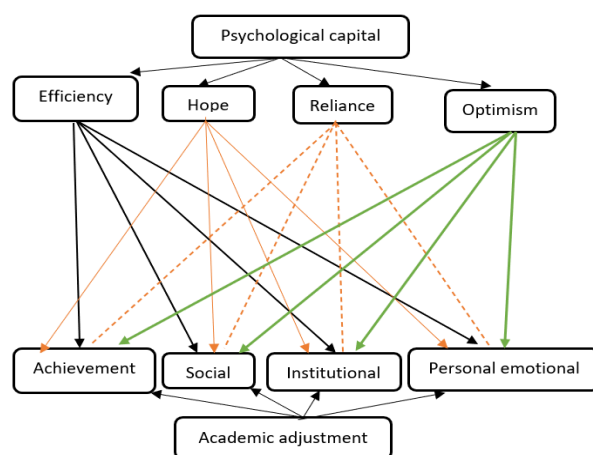 Psychological capital
Efficiency
Hope
Reliance
Optimism
Achievement
Social
Institutional
Personal emotional
Academic adjustment